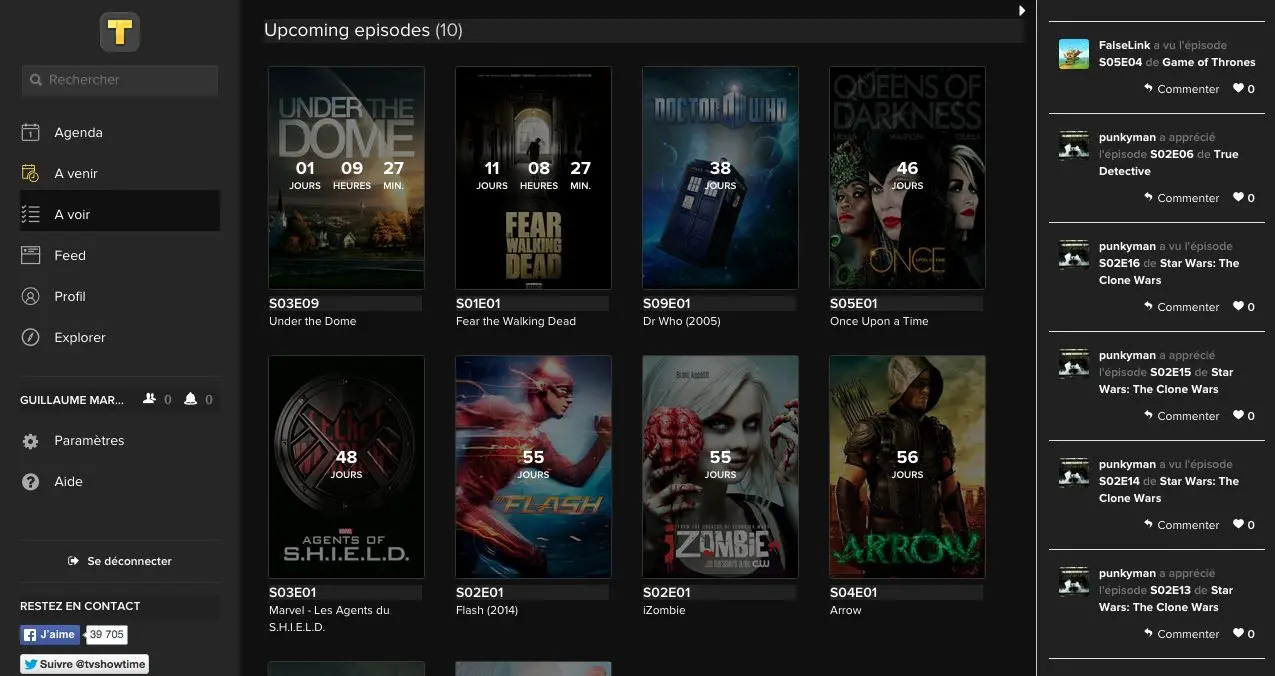 T
Rechercher
1
Agenda
A venir
A voir
Feed
Profil
Explorer
GUILLAUME MAR... 0 0
Paramètres
?
Aide
Se déconnecter
RESTEZ EN CONTACT
J'aime 39 705
Suivre @tvshowtime
Upcoming episodes (10)
UNDER THE
DOME
01 09 27
JOURS HEURES MIN.
S03E09
Under the Dome
11 08 27
JOURS HEURES MIN.
FEAR
WALKING
DEAD
S01E01
Fear the Walking Dead
DOCTOR WHO
38
JOURS
S09E01
Dr Who (2005)
QUEENS OF
DARKNESS
46
JOURS
ONCE
UPON A TIME
S05E01
Once Upon a Time
48
JOURS
MARVEL
AGENTS OF
S.H.I.E.L.D.
S03E01
Marvel - Les Agents du
S.H.I.E.L.D.
55
JOURS
FLASH
S02E01
Flash (2014)
Brain Appétit
55
JOURS
iZOMBiE
CW
S02E01
iZombie
56
JOURS
ARROW
S04E01
Arrow
FalseLink a vu l'épisode
S05E04 de Game of Thrones
Commenter 0
punkyman a apprécié
l'épisode S02E06 de True
Detective
Commenter 0
punkyman a vu l'épisode
S02E16 de Star Wars: The
Clone Wars
Commenter 0
punkyman a apprécié
l'épisode S02E15 de Star
Wars: The Clone Wars
Commenter 0
punkyman a vu l'épisode
S02E14 de Star Wars: The
Clone Wars
Commenter 0
punkyman a apprécié
l'épisode S02E13 de Star
Wars: The Clone Wars
Commenter 0